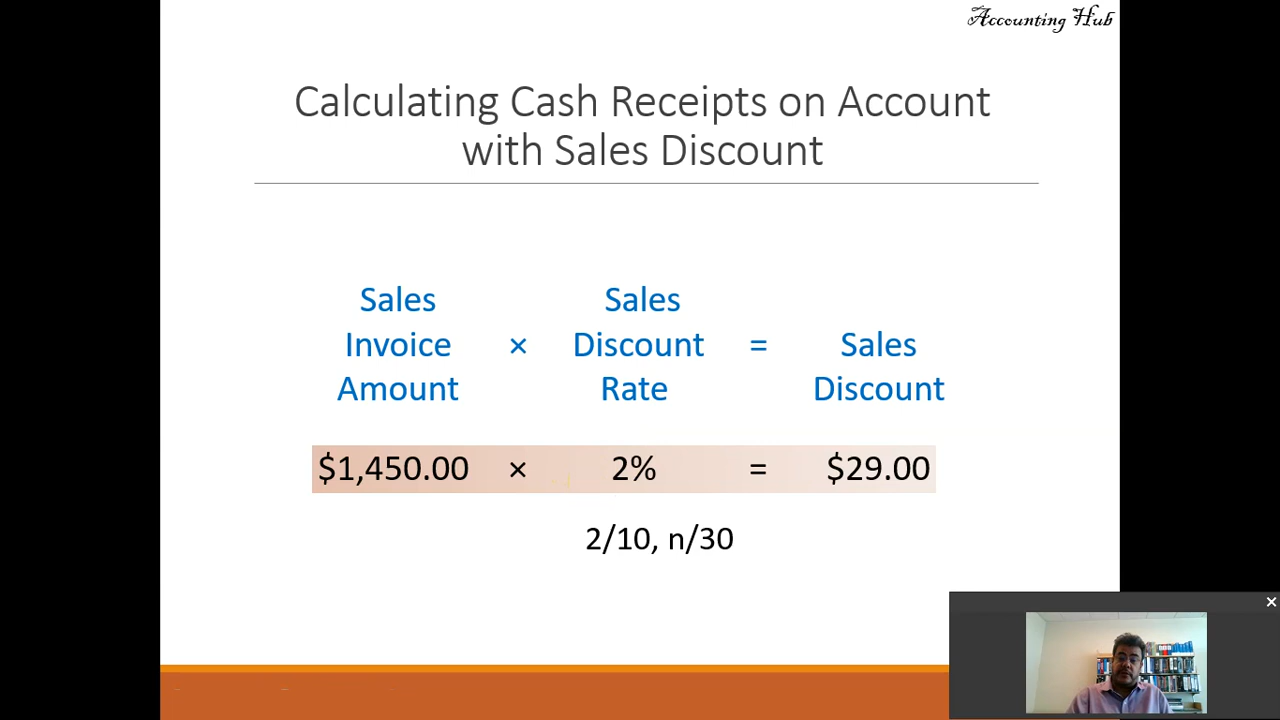 Accounting Hub
Calculating Cash Receipts on Account
with Sales Discount
Sales Invoice Amount × Sales Discount Rate = Sales Discount
$1,450.00 × 2% = $29.00
2/10, n/30